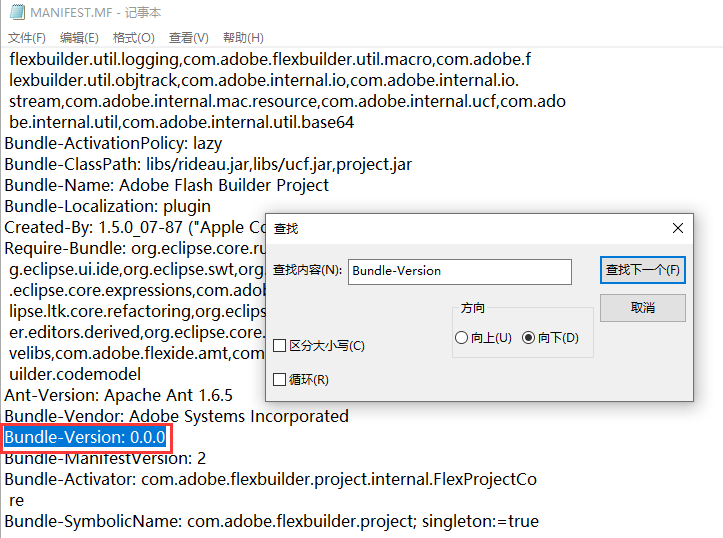 MANIFEST.MF - 记事本
文件(F) 编辑(E) 格式(O) 查看(V) 帮助(H)
flexbuilder.util.logging,com.adobe.flexbuilder.util.macro,com.adobe.f
lexbuilder.util.objtrack,com.adobe.internal.io,com.adobe.internal.io.
stream,com.adobe.internal.mac.resource,com.adobe.internal.ucf,com.ado
be.internal.util,com.adobe.internal.util.base64
Bundle-ActivationPolicy: lazy
Bundle-ClassPath: libs/rideau.jar,libs/ucf.jar,project.jar
Bundle-Name: Adobe Flash Builder Project
Bundle-Localization: plugin
Created-By: 1.5.0_07-87 ("Apple Co
Require-Bundle: org.eclipse.core.ru
g.eclipse.ui.ide,org.eclipse.swt,org.
.eclipse.core.expressions,com.adob
lipse.ltk.core.refactoring,org.eclips
er.editors.derived,org.eclipse.core.
velibs,com.adobe.flexide.amt,com
uilder.codemodel
Ant-Version: Apache Ant 1.6.5
Bundle-Vendor: Adobe Systems Incorporated
Bundle-Version: 0.0.0
Bundle-ManifestVersion: 2
Bundle-Activator: com.adobe.flexbuilder.project.internal.FlexProjectCo
re
Bundle-SymbolicName: com.adobe.flexbuilder.project; singleton:=true
查找
查找内容(N): Bundle-Version
查找下一个(F)
取消
方向
向上(U) 向下(D)
区分大小写(C)
循环(R)